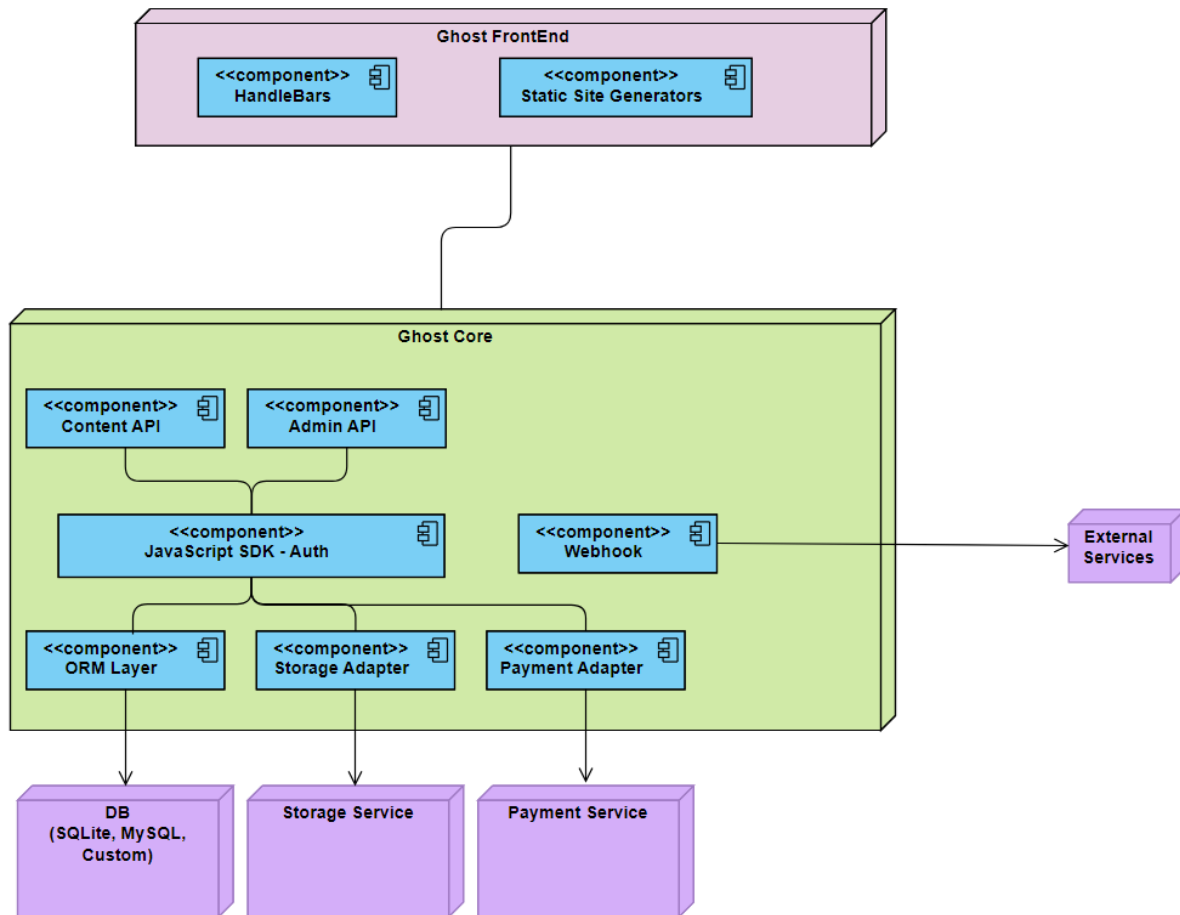 Ghost FrontEnd
<<component>>
HandleBars
<<component>>
Static Site Generators
Ghost Core
<<component>>
Content API
<<component>>
Admin API
<<component>>
JavaScript SDK - Auth
<<component>>
Webhook
External
Services
<<component>>
ORM Layer
<<component>>
Storage Adapter
<<component>>
Payment Adapter
DB
(SQLite, MySQL,
Custom)
Storage Service
Payment Service